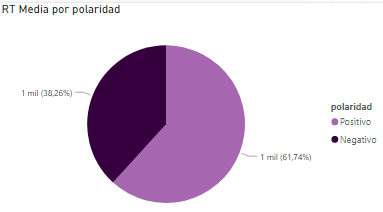 RT Media por polaridad
1 mil (38,26%)
polaridad
Positivo
Negativo
1 mil (61,74%)